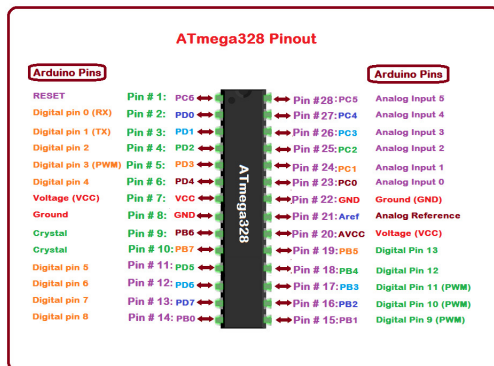 ATmega328 Pinout
Arduino Pins
Arduino Pins
RESET Pin # 1: PC6
Digital pin 0 (RX) Pin # 2: PD0
Digital pin 1 (TX) Pin # 3: PD1
Digital pin 2 Pin # 4: PD2
Digital pin 3 (PWM) Pin # 5: PD3
Digital pin 4 Pin # 6: PD4
Voltage (VCC) Pin # 7: VCC
Ground Pin # 8: GND
Crystal Pin # 9: PB6
Crystal Pin # 10: PB7
Digital pin 5 Pin # 11: PD5
Digital pin 6 Pin # 12: PD6
Digital pin 7 Pin # 13: PD7
Digital pin 8 Pin # 14: PB0
ATmega328
Pin #28: PC5 Analog Input 5
Pin #27: PC4 Analog Input 4
Pin #26: PC3 Analog Input 3
Pin #25: PC2 Analog Input 2
Pin # 24: PC1 Analog Input 1
Pin # 23: PC0 Analog Input 0
Pin # 22: GND Ground (GND)
Pin # 21: Aref Analog Reference
Pin # 20: AVCC Voltage (VCC)
Pin # 19: PB5 Digital Pin 13
Pin # 18: PB4 Digital Pin 12
Pin # 17: PB3 Digital Pin 11 (PWM)
Pin # 16: PB2 Digital Pin 10 (PWM)
Pin # 15: PB1 Digital Pin 9 (PWM)